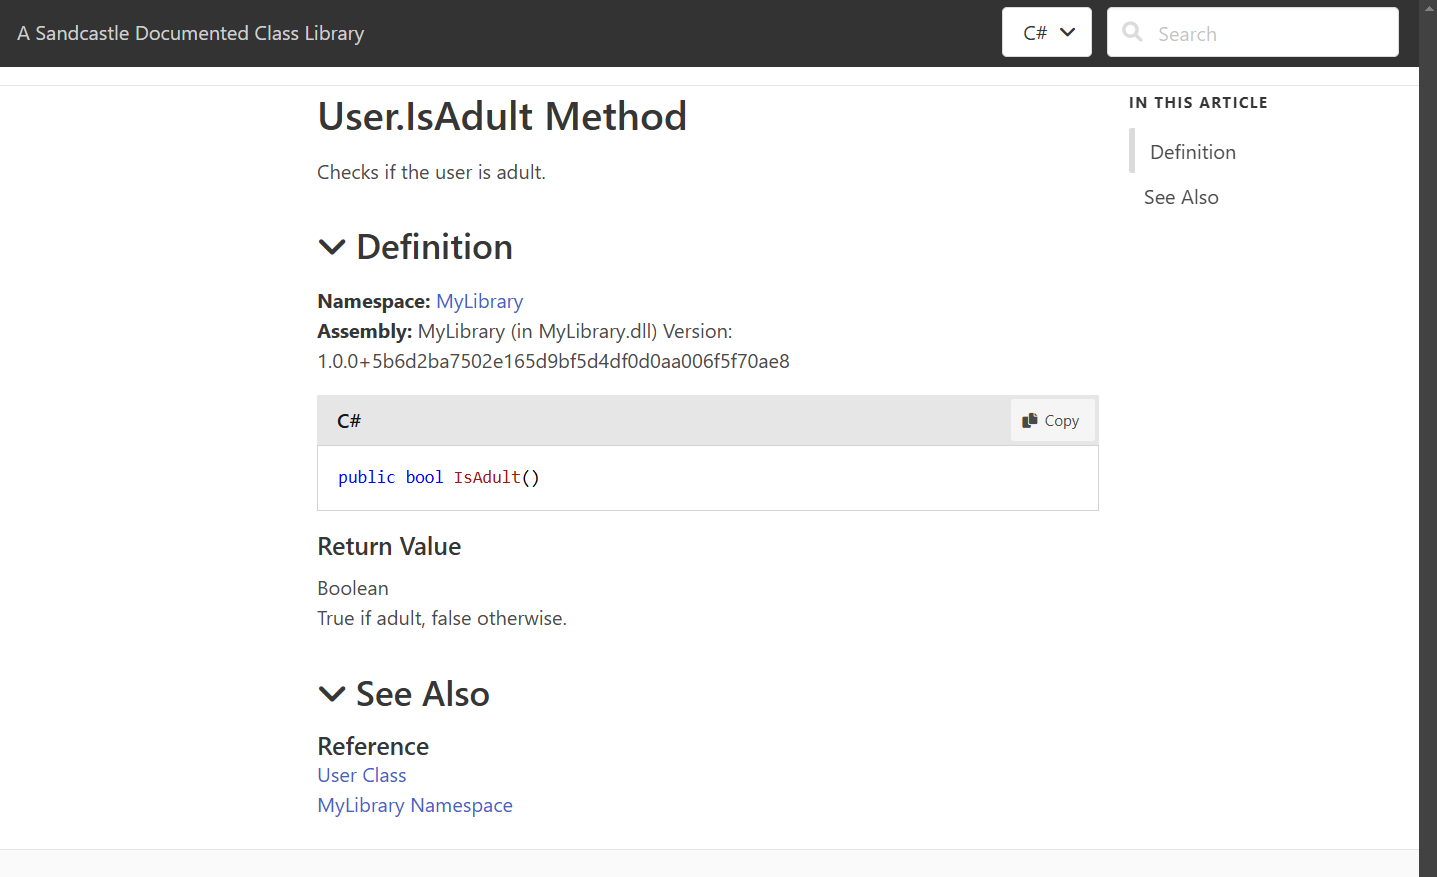 A Sandcastle Documented Class Library
C#
Search
User.IsAdult Method
Checks if the user is adult.
Definition
Namespace: MyLibrary
Assembly: MyLibrary (in MyLibrary.dll) Version:
1.0.0+5b6d2ba7502e165d9bf5d4df0d0aa006f5f70ae8
C#
Copy
public bool IsAdult()
Return Value
Boolean
True if adult, false otherwise.
See Also
Reference
User Class
MyLibrary Namespace
IN THIS ARTICLE
Definition
See Also